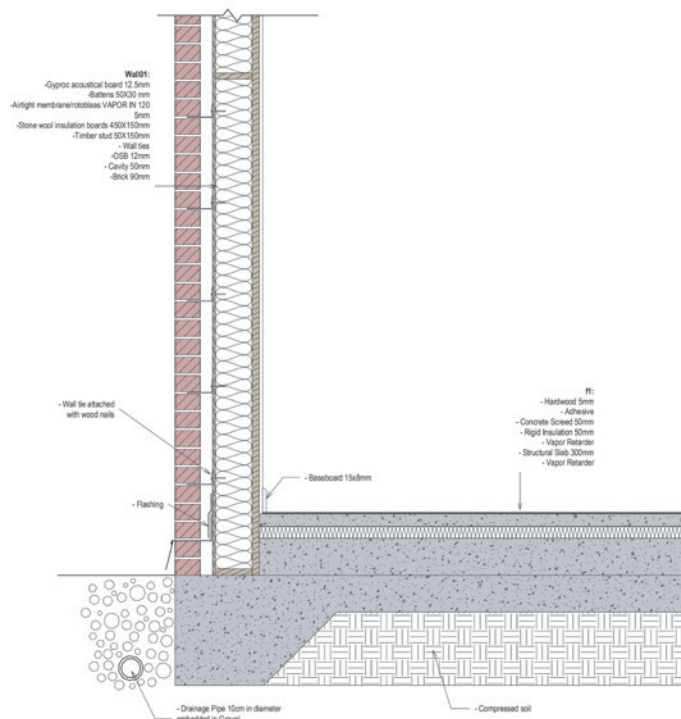 Wall01:
-Gyproc acoustical board 12.5mm
-Battens 50X30 mm
-Airtight membrane/rotoblaas VAPOR IN 120
5mm
-Stone wool insulation boards 450X150mm
-Timber stud 50X150mm
- Wall ties
-OSB 12mm
- Cavity 50mm
-Brick 90mm
- Wall tie attached
with wood nails
- Flashing
f1:
- Hardwood 5mm
- Adhesive
- Concrete Screed 50mm
- Rigid Insulation 50mm
- Vapor Retarder
- Structural Slab 300mm
- Vapor Retarder
- Baseboard 15x8mm
- Drainage Pipe 10cm in diameter
embedded in Gravel
- Compressed soil